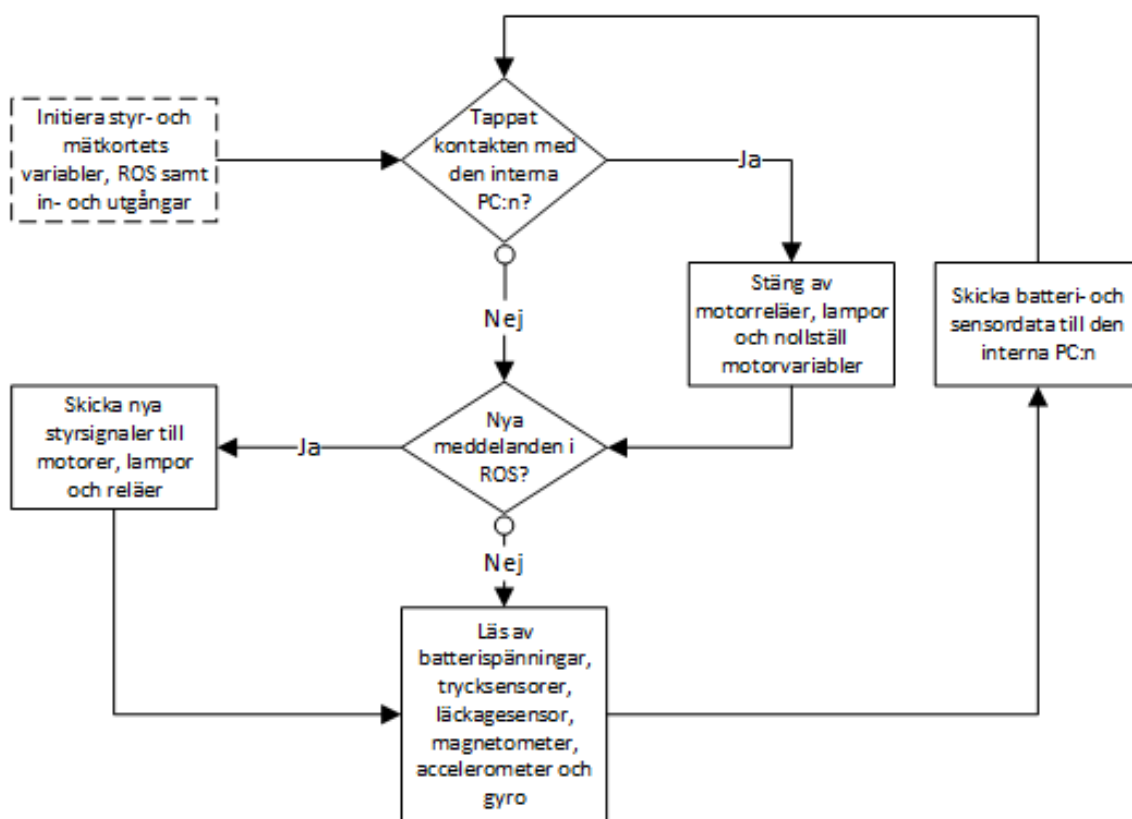 Initiera styr- och
mätkortets
variabler, ROS samt
in- och utgångar
Tappat
kontakten med
den interna
PC:n?
Ja
Nej
Stäng av
motorreläer, lampor
och nollställ
motorvariabler
Skicka batteri- och
sensordata till den
interna PC:n
Skicka nya
styrsignaler till
motorer, lampor
och reläer
Ja
Nya
meddelanden i
ROS?
Nej
Läs av
batterispänningar,
trycksensorer,
läckagesensor,
magnetometer,
accelerometer och
gyro